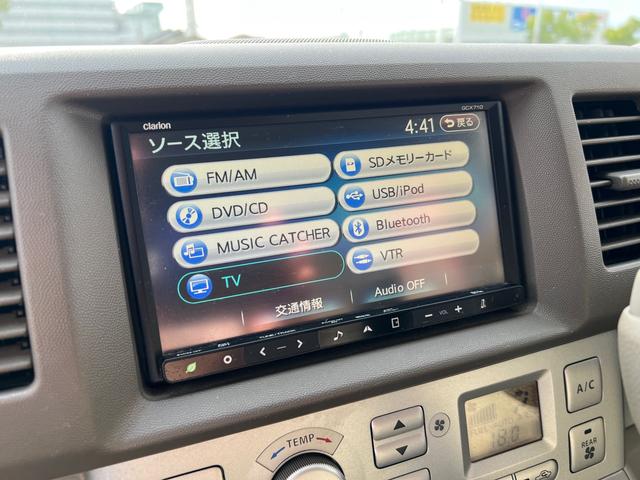 clarion
GCX710
ソース選択
4:41
戻る
FM/AM
SDメモリーカード
DVD/CD
USB/iPod
MUSIC CATCHER
Bluetooth
TV
VTR
交通情報
Audio OFF
VOL
TEMP
A/C
18.0
REAR